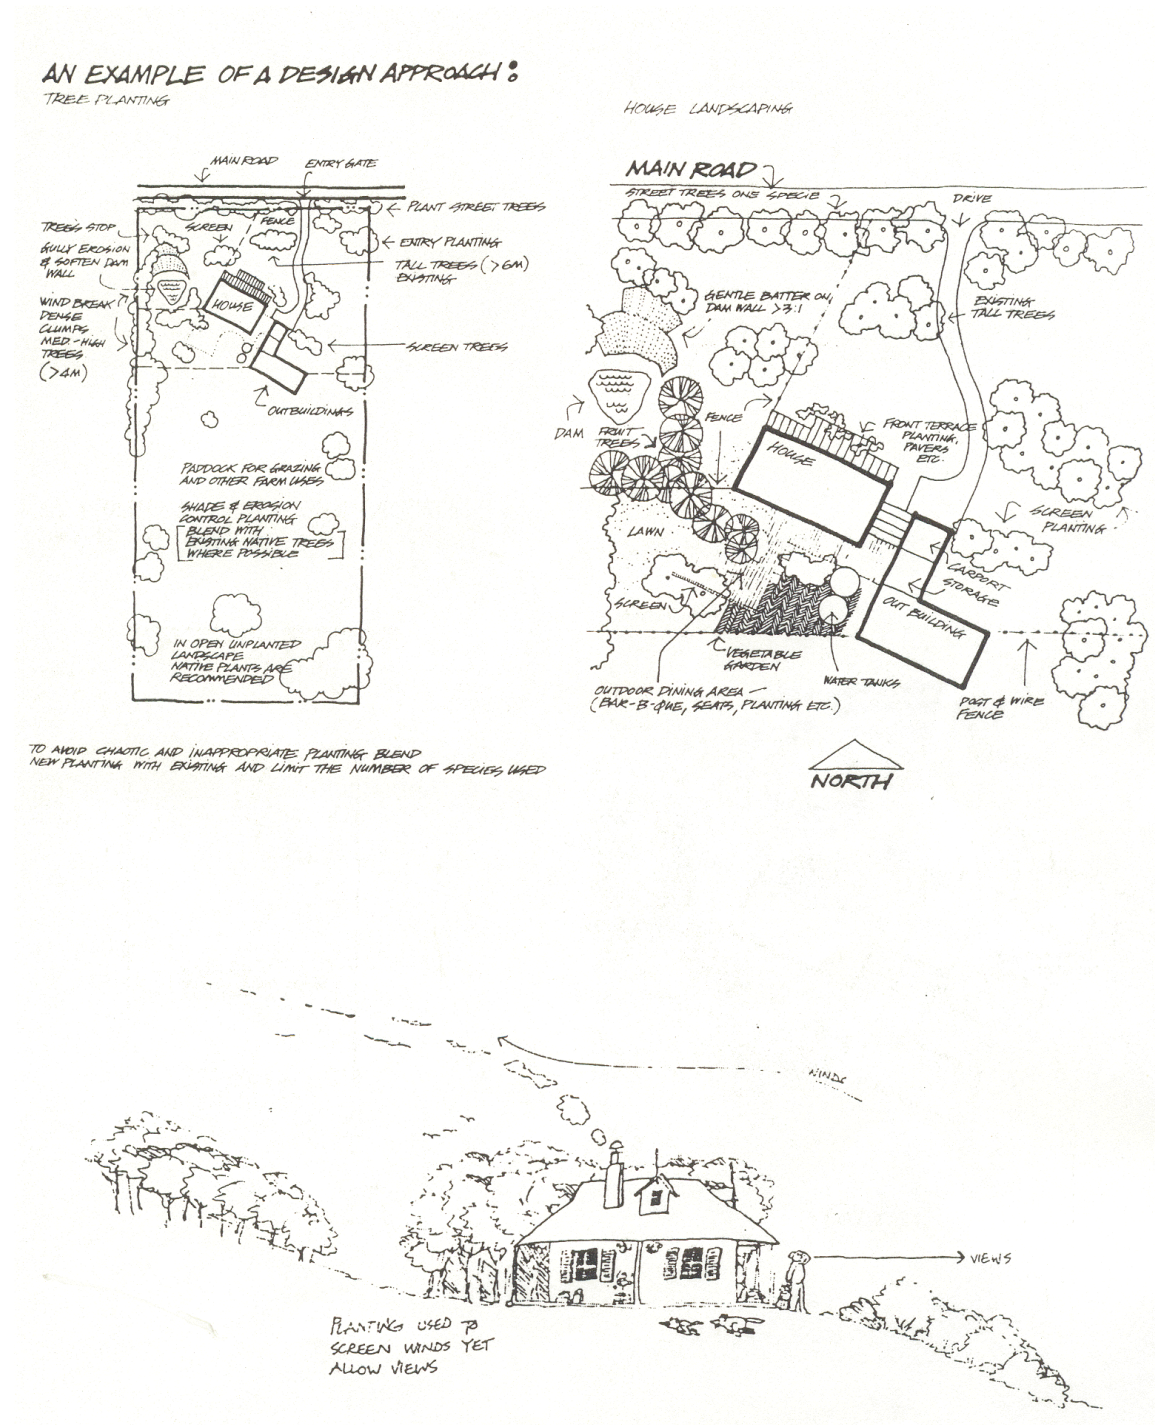 AN EXAMPLE OF A DESIGN APPROACH:
TREE PLANTING
MAIN ROAD
ENTRY GATE
PLANT STREET TREES
TREES STOP
GULLY EROSION
& SOFTEN DAM
WALL
SCREEN
FENCE
ENTRY PLANTING
TALL TREES (>6M)
EXISTING
WIND BREAK
DENSE
CLUMPS
MED.-HIGH
TREES
(>4M)
HOUSE
SCREEN TREES
OUTBUILDINGS
PADDOCK FOR GRAZING
AND OTHER FARM USES
SHADE & EROSION
CONTROL PLANTING
BLEND WITH
EXISTING NATIVE TREES
WHERE POSSIBLE
IN OPEN UNPLANTED
LANDSCAPE
NATIVE PLANTS ARE
RECOMMENDED
TO AVOID CHAOTIC AND INAPPROPRIATE PLANTING BLEND
NEW PLANTING WITH EXISTING AND LIMIT THE NUMBER OF SPECIES USED
HOUSE LANDSCAPING
MAIN ROAD
STREET TREES ONE SPECIE
DRIVE
GENTLE BATTER ON
DAM WALL >3:1
EXISTING
TALL TREES
DAM
FRUIT
TREES
FENCE
HOUSE
FRONT TERRACE
PLANTING,
PAVERS
ETC.
SCREEN
PLANTING
LAWN
CARPORT
STORAGE
SCREEN
OUT BUILDING
VEGETABLE
GARDEN
WATER TANKS
OUTDOOR DINING AREA —
(BAR-B-QUE, SEATS, PLANTING ETC.)
POST & WIRE
FENCE
NORTH
WINDS
VIEWS
PLANTING USED TO
SCREEN WINDS YET
ALLOW VIEWS